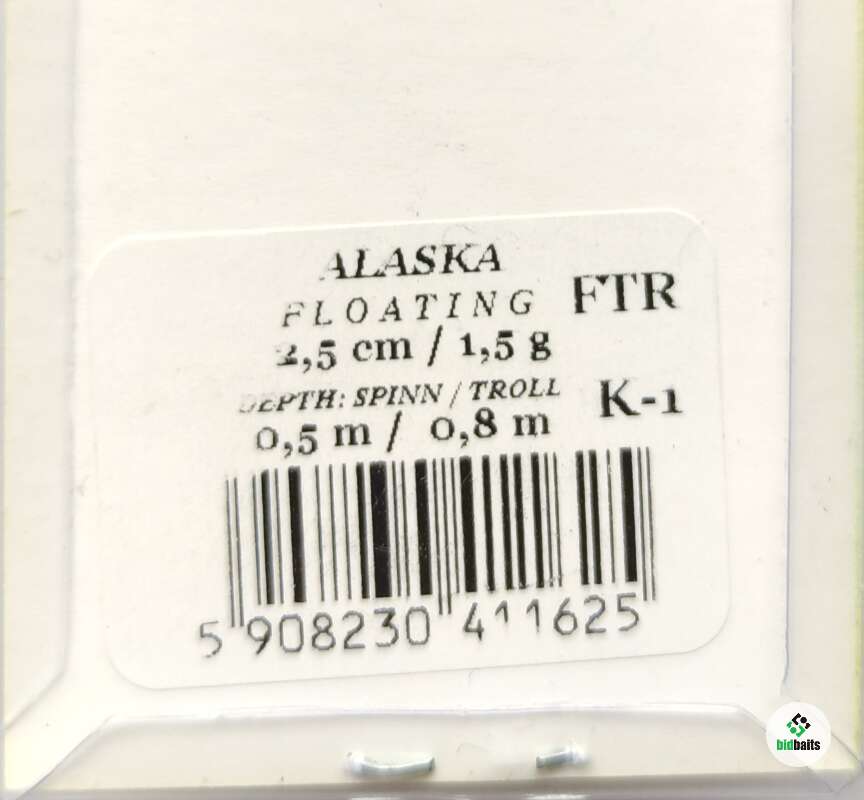 ALASKA
FLOATING FTR
2,5 cm / 1,5 g
DEPTH: SPINN / TROLL
K-1
0,5 m / 0,8 m
5 908230 411625
bidbaits